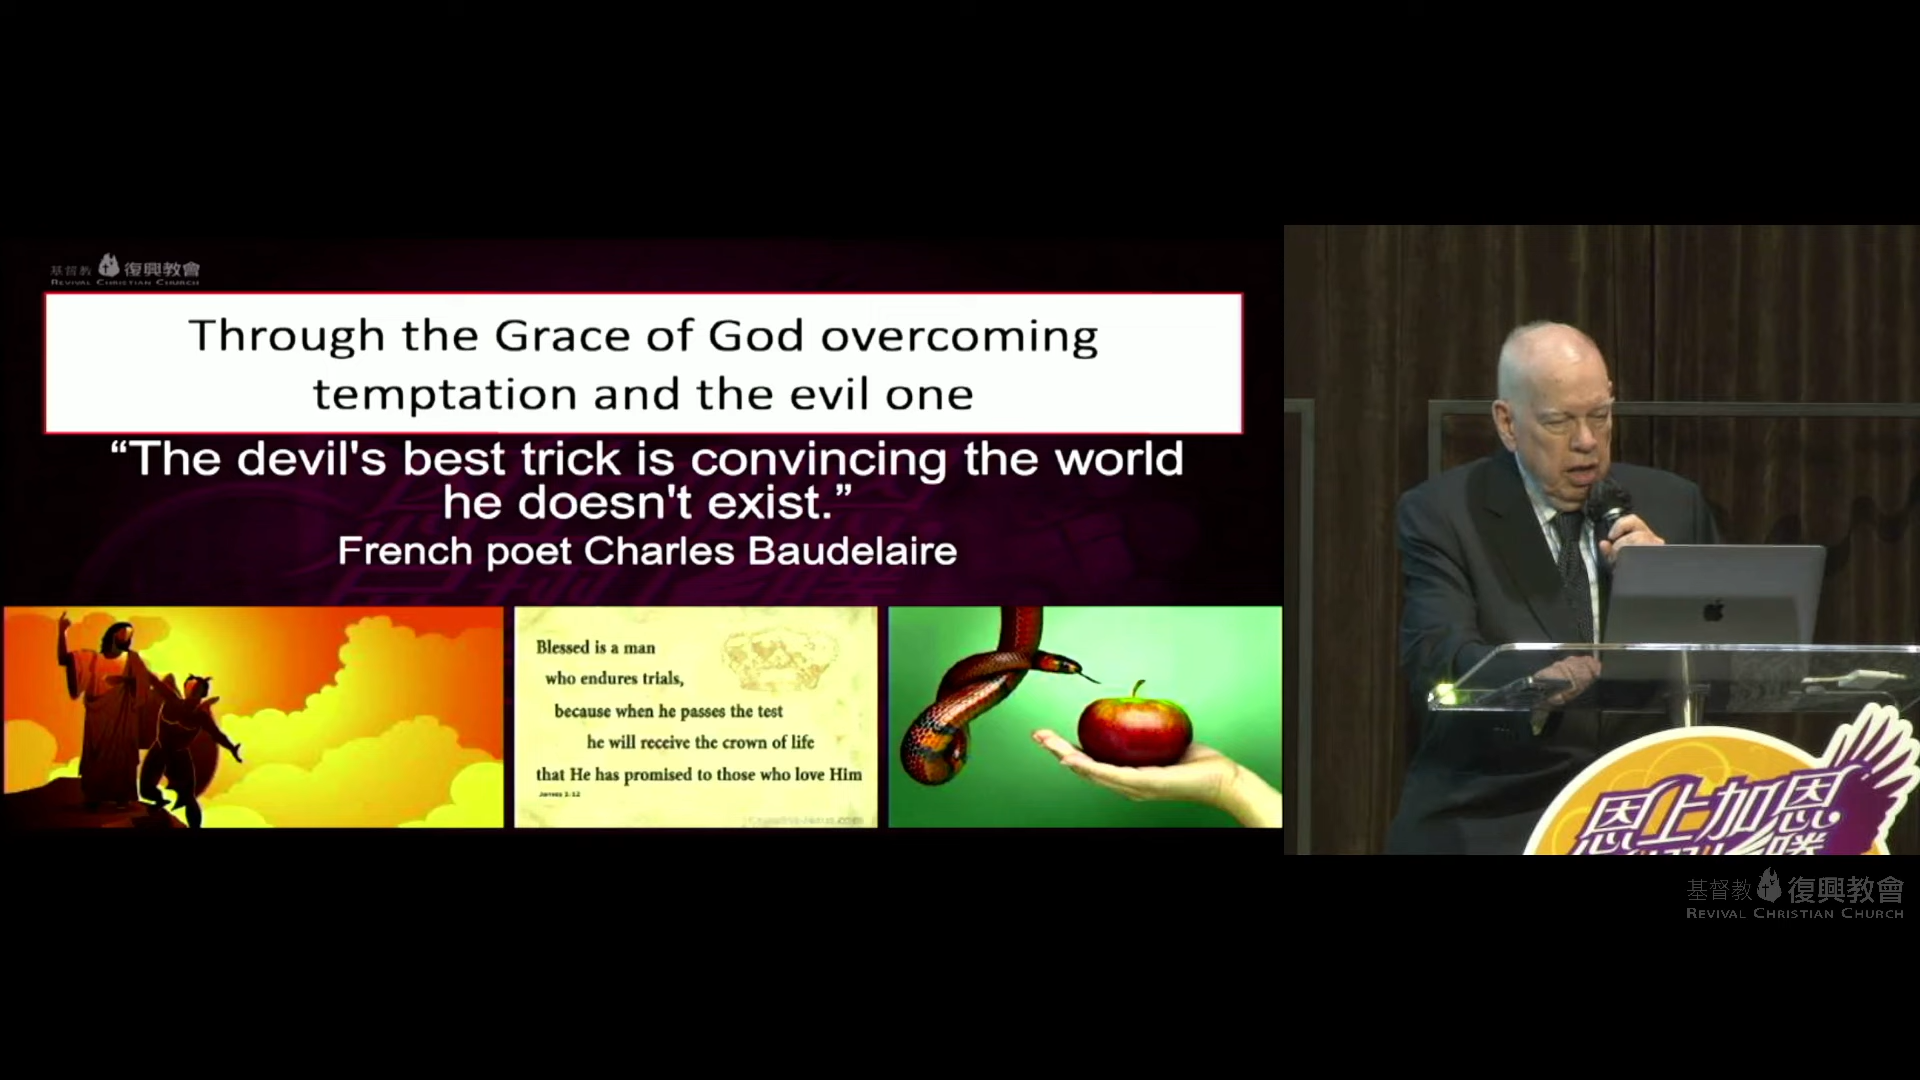 基督教 復興教會
REVIVAL CHRISTIAN CHURCH
Through the Grace of God overcoming
temptation and the evil one
“The devil's best trick is convincing the world
he doesn't exist.”
French poet Charles Baudelaire
Blessed is a man
who endures trials,
because when he passes the test
he will receive the crown of life
that He has promised to those who love Him
James 1:12
恩上加恩
基督教 復興教會
REVIVAL CHRISTIAN CHURCH